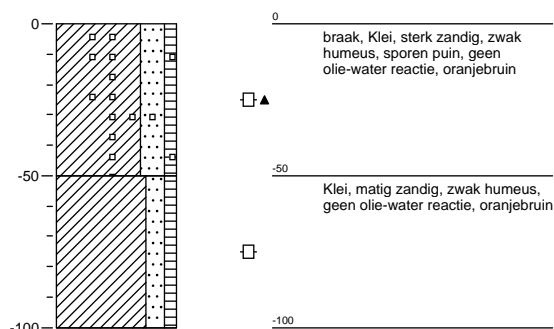 0
0
braak, Klei, sterk zandig, zwak
humeus, sporen puin, geen
olie-water reactie, oranjebruin
-50
-50
Klei, matig zandig, zwak humeus,
geen olie-water reactie, oranjebruin
-100
-100